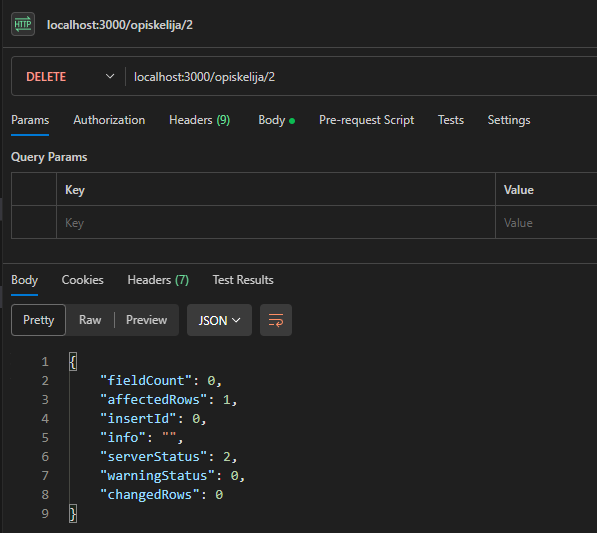 HTTP localhost:3000/opiskelija/2
DELETE localhost:3000/opiskelija/2
Params Authorization Headers (9) Body Pre-request Script Tests Settings
Query Params
Key Value
Key Value
Body Cookies Headers (7) Test Results
Pretty Raw Preview JSON
1 {
2 "fieldCount": 0,
3 "affectedRows": 1,
4 "insertId": 0,
5 "info": "",
6 "serverStatus": 2,
7 "warningStatus": 0,
8 "changedRows": 0
9 }